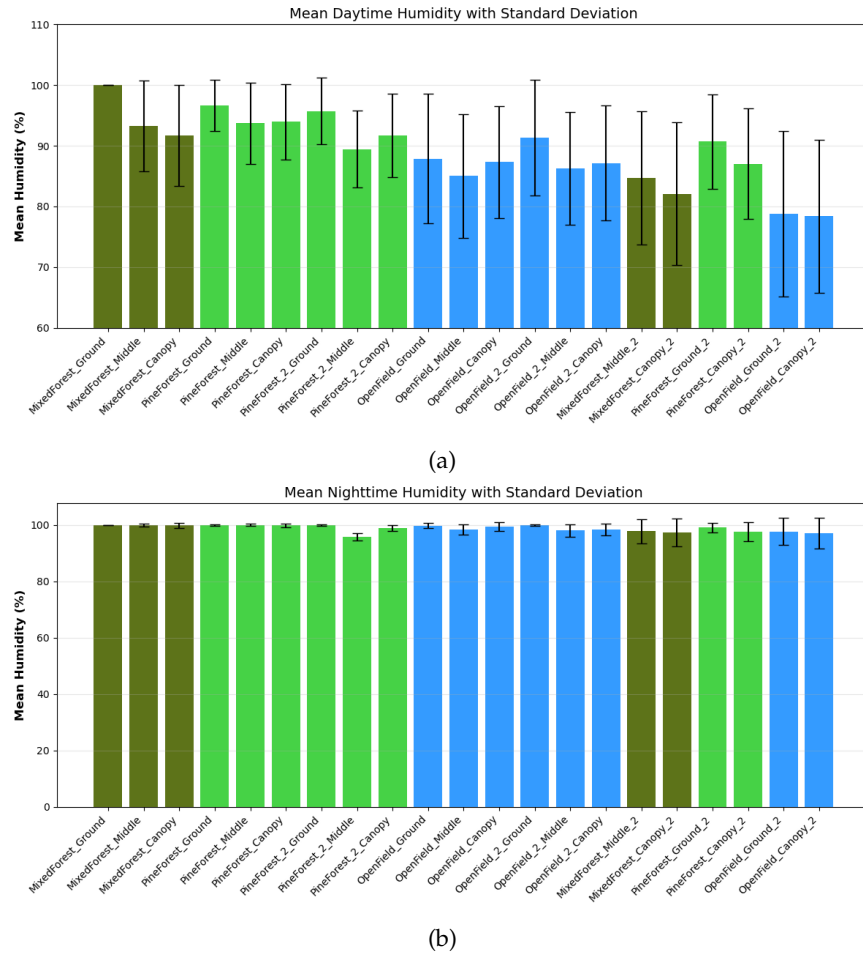 Mean Daytime Humidity with Standard Deviation
110
100
90
80
70
60
Mean Humidity (%)
MixedForest_Ground
MixedForest_Middle
MixedForest_Canopy
PineForest_Ground
PineForest_Middle
PineForest_Canopy
PineForest_2_Ground
PineForest_2_Middle
PineForest_2_Canopy
OpenField_Ground
OpenField_Middle
OpenField_Canopy
OpenField_2_Ground
OpenField_2_Middle
OpenField_2_Canopy
MixedForest_Middle_2
MixedForest_Canopy_2
PineForest_Ground_2
PineForest_Canopy_2
OpenField_Ground_2
OpenField_Canopy_2
(a)
Mean Nighttime Humidity with Standard Deviation
100
80
60
40
20
0
Mean Humidity (%)
MixedForest_Ground
MixedForest_Middle
MixedForest_Canopy
PineForest_Ground
PineForest_Middle
PineForest_Canopy
PineForest_2_Ground
PineForest_2_Middle
PineForest_2_Canopy
OpenField_Ground
OpenField_Middle
OpenField_Canopy
OpenField_2_Ground
OpenField_2_Middle
OpenField_2_Canopy
MixedForest_Middle_2
MixedForest_Canopy_2
PineForest_Ground_2
PineForest_Canopy_2
OpenField_Ground_2
OpenField_Canopy_2
(b)